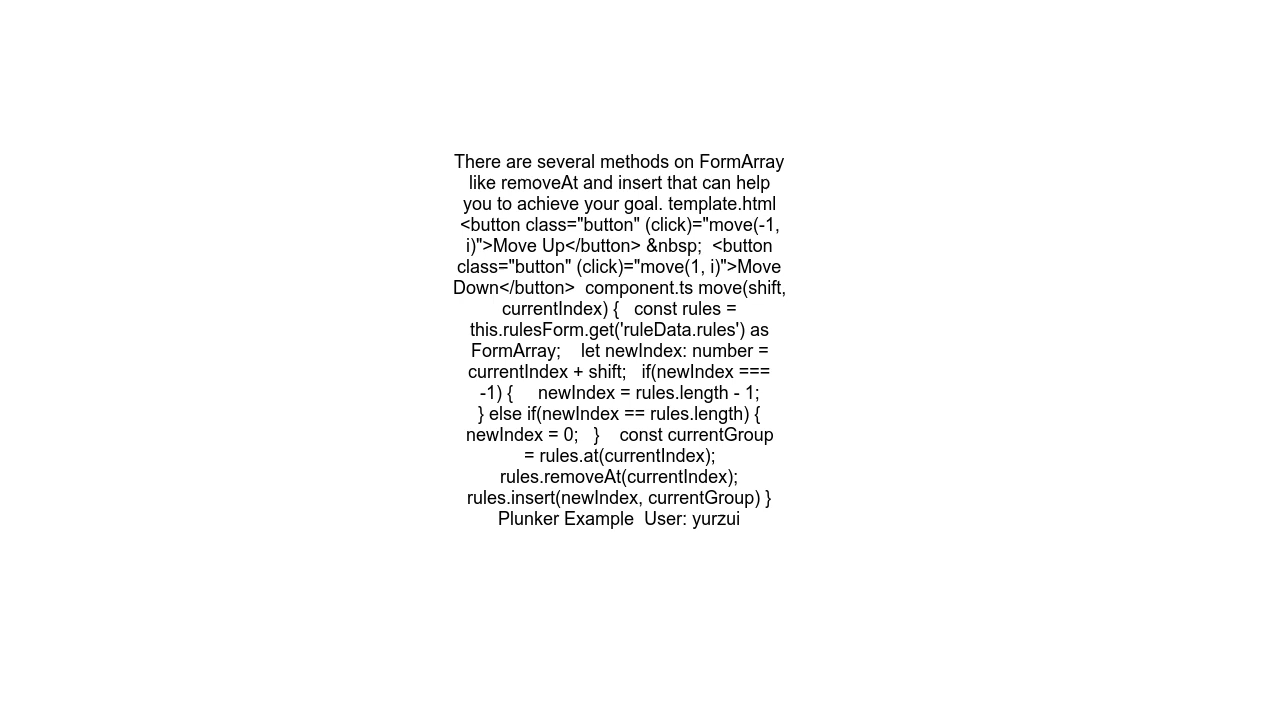 There are several methods on FormArray
like removeAt and insert that can help
you to achieve your goal. template.html
<button class="button" (click)="move(-1,
i)">Move Up</button> &nbsp;  <button
class="button" (click)="move(1, i)">Move
Down</button>  component.ts move(shift,
currentIndex) {   const rules =
this.rulesForm.get('ruleData.rules') as
FormArray;    let newIndex: number =
currentIndex + shift;   if(newIndex ===
-1) {     newIndex = rules.length - 1;
} else if(newIndex == rules.length) {
newIndex = 0;   }    const currentGroup
= rules.at(currentIndex);
rules.removeAt(currentIndex);
rules.insert(newIndex, currentGroup) }
Plunker Example  User: yurzui